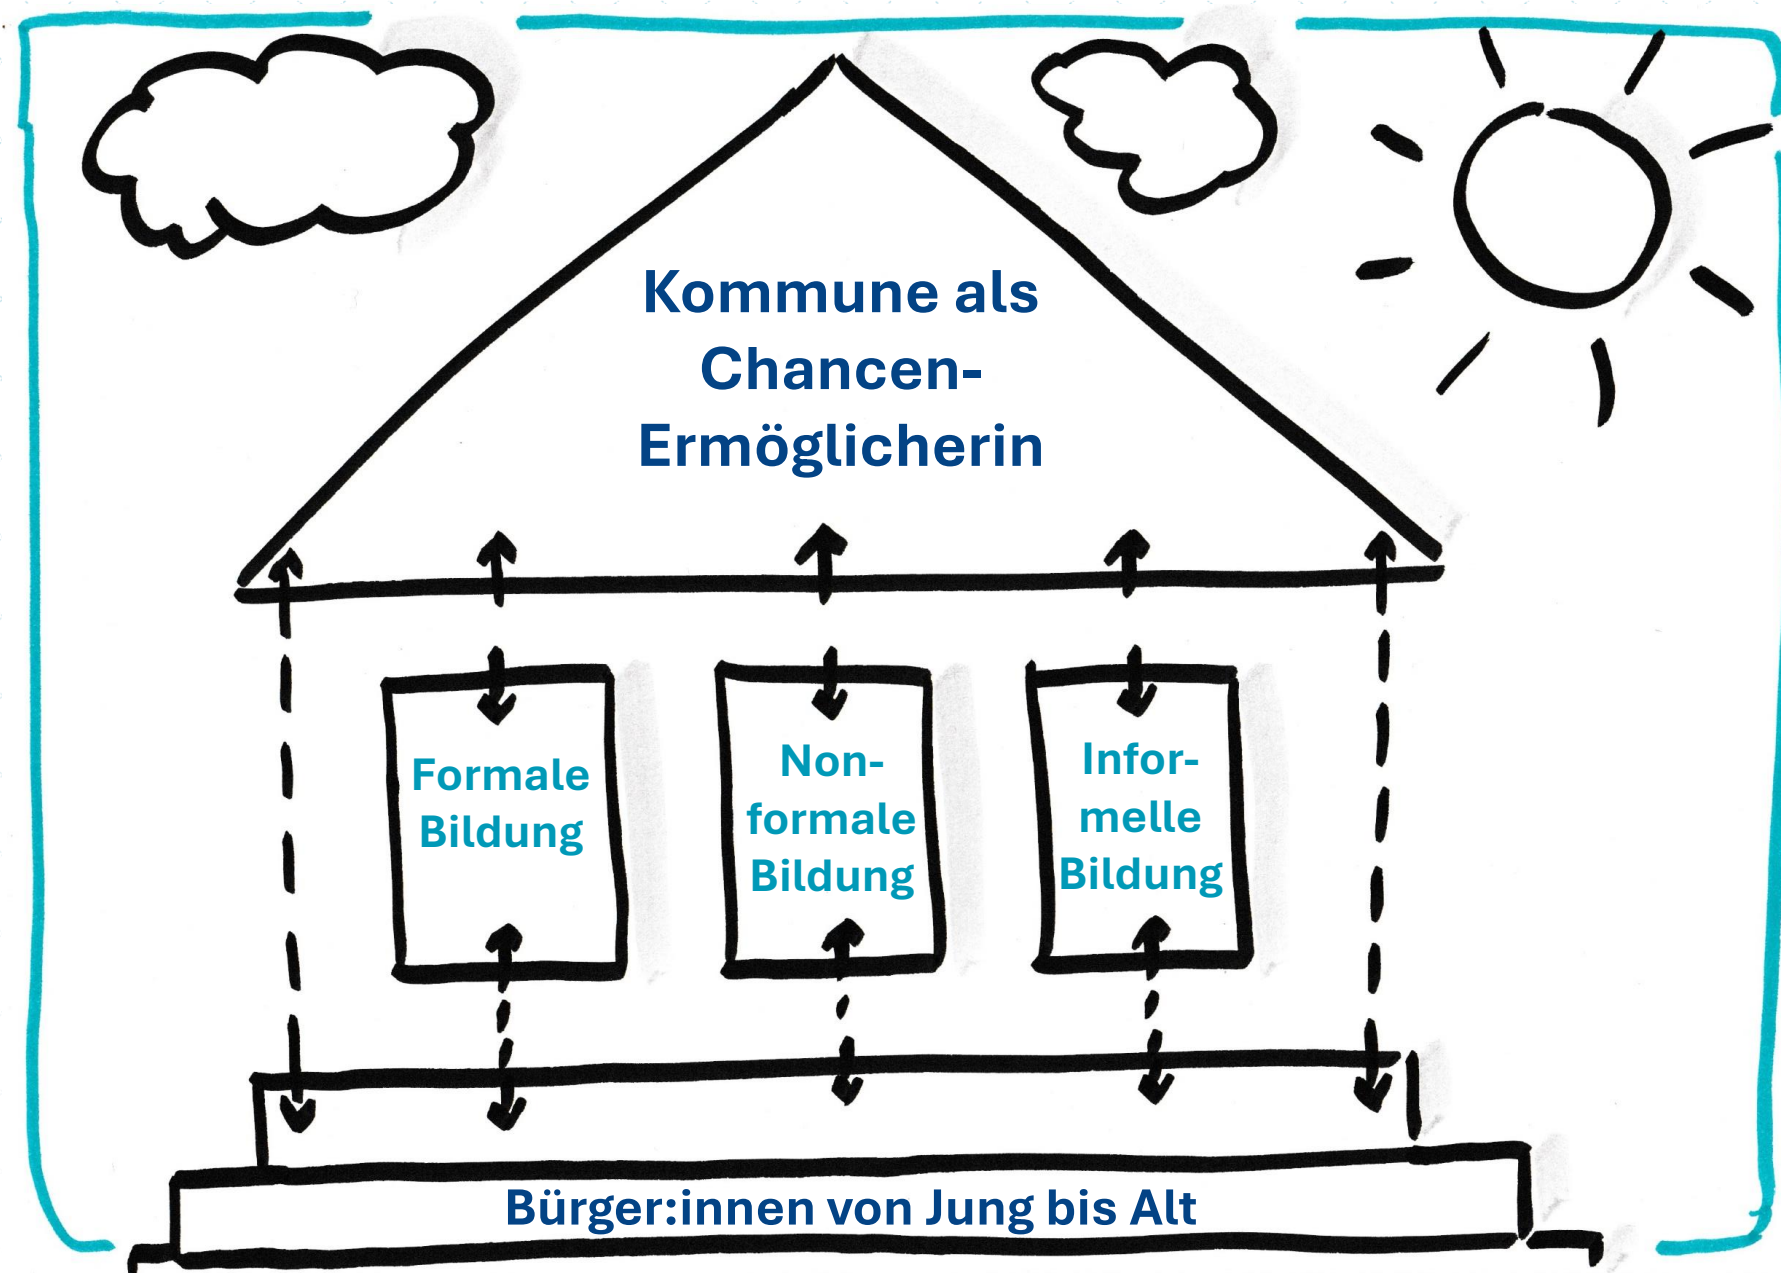 Kommune als
Chancen-
Ermöglicherin
Formale
Bildung
Non-
formale
Bildung
Infor-
melle
Bildung
Bürger:innen von Jung bis Alt